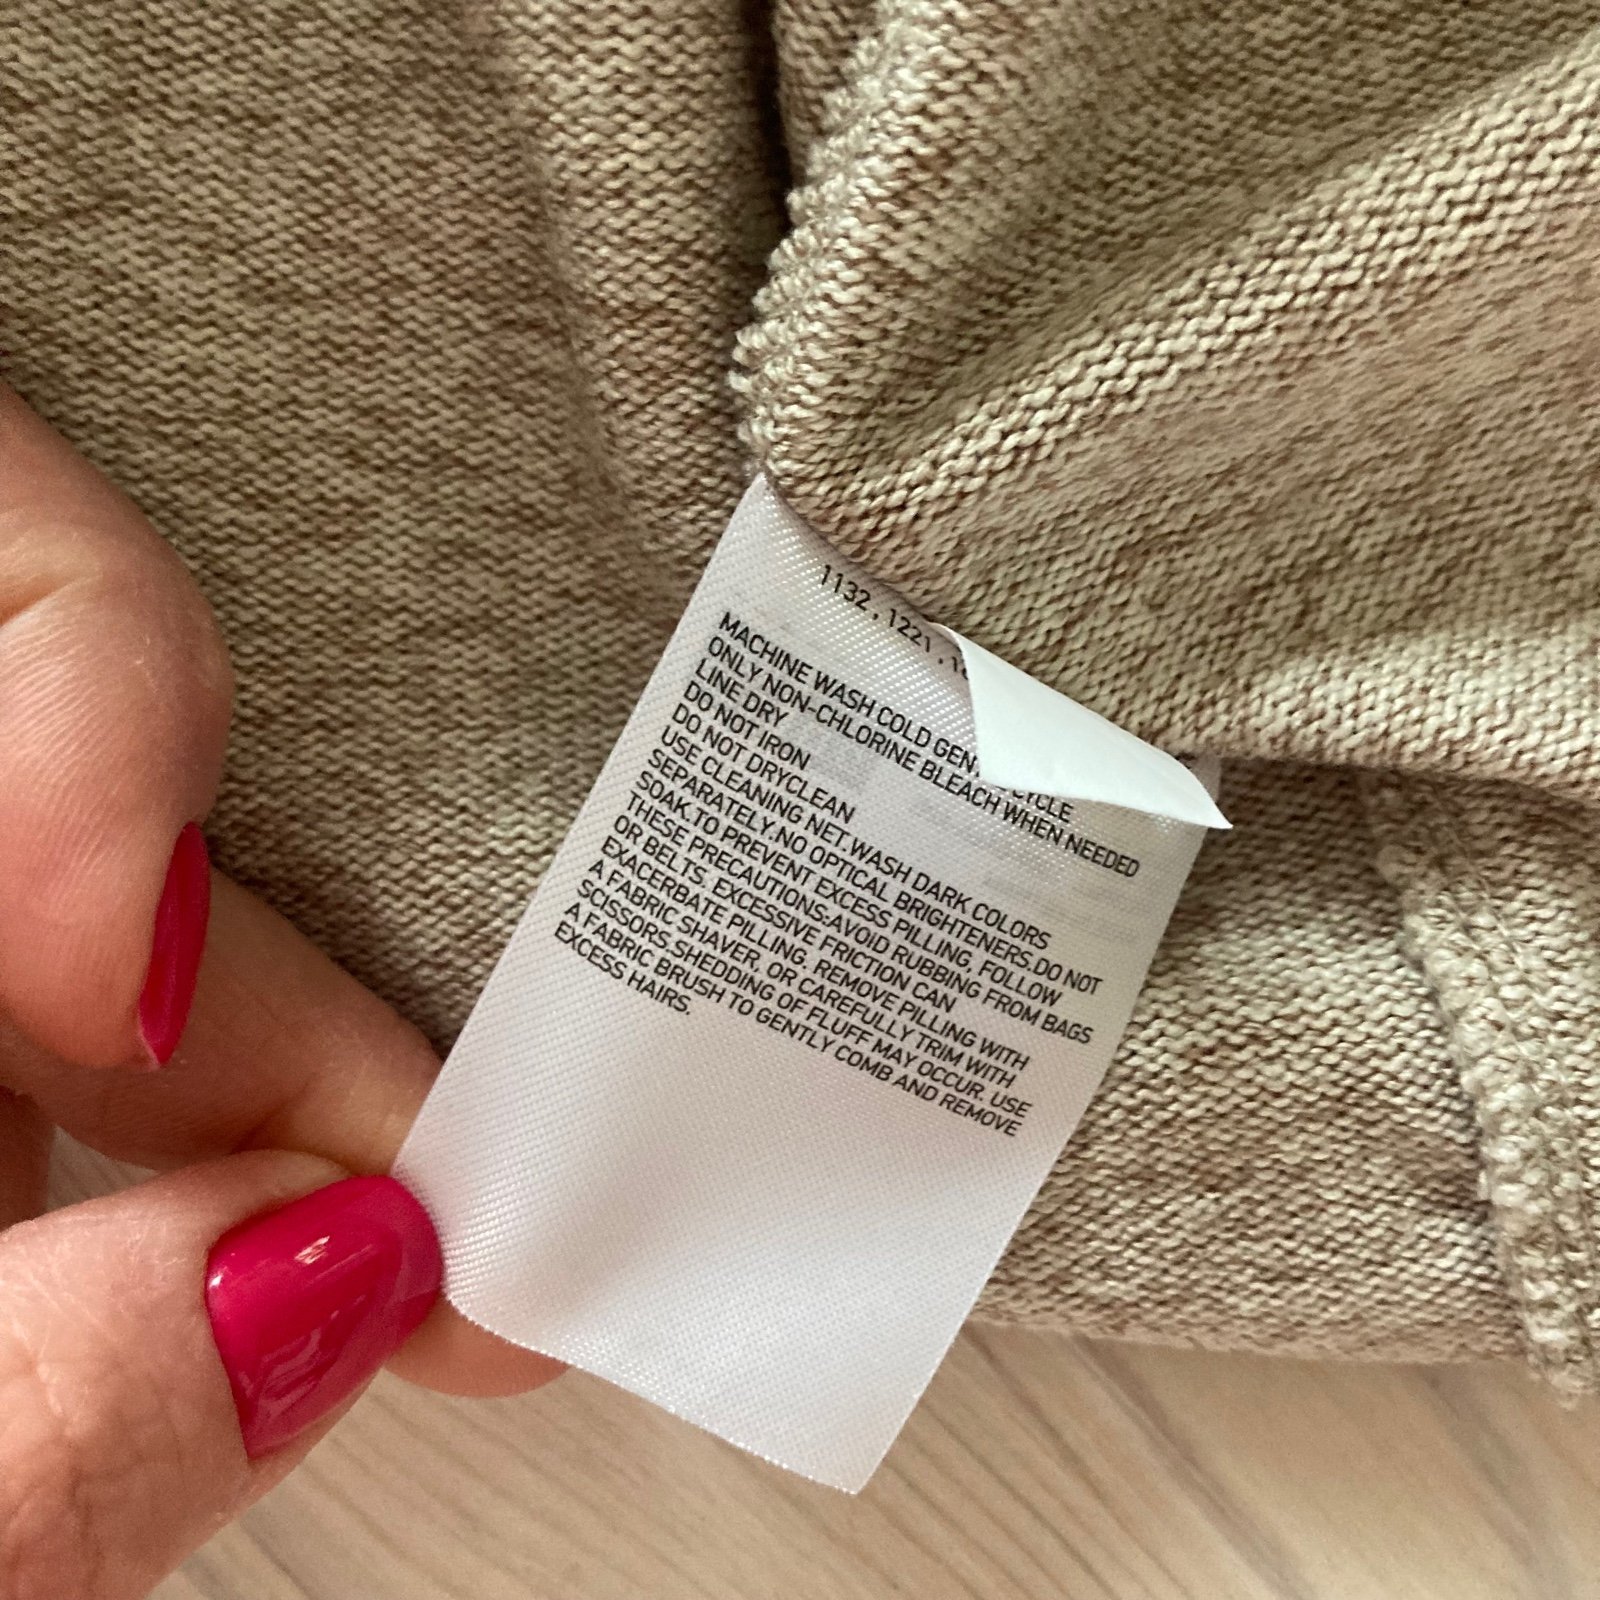 1132 . 1221 .
MACHINE WASH COLD CYCLE
ONLY NON-CHLORINE BLEACH WHEN NEEDED
LINE DRY
DO NOT IRON
DO NOT DRYCLEAN
USE CLEANING NET.WASH DARK COLORS
SEPARATELY.NO OPTICAL BRIGHTENERS.DO NOT
SOAK.TO PREVENT EXCESS PILLING, FOLLOW
THESE PRECAUTIONS:AVOID RUBBING FROM BAGS
OR BELTS. EXCESSIVE FRICTION CAN
EXACERBATE PILLING. REMOVE PILLING WITH
A FABRIC SHAVER, OR CAREFULLY TRIM WITH
SCISSORS.SHEDDING OF FLUFF MAY OCCUR. USE
A FABRIC BRUSH TO GENTLY COMB AND REMOVE
EXCESS HAIRS.